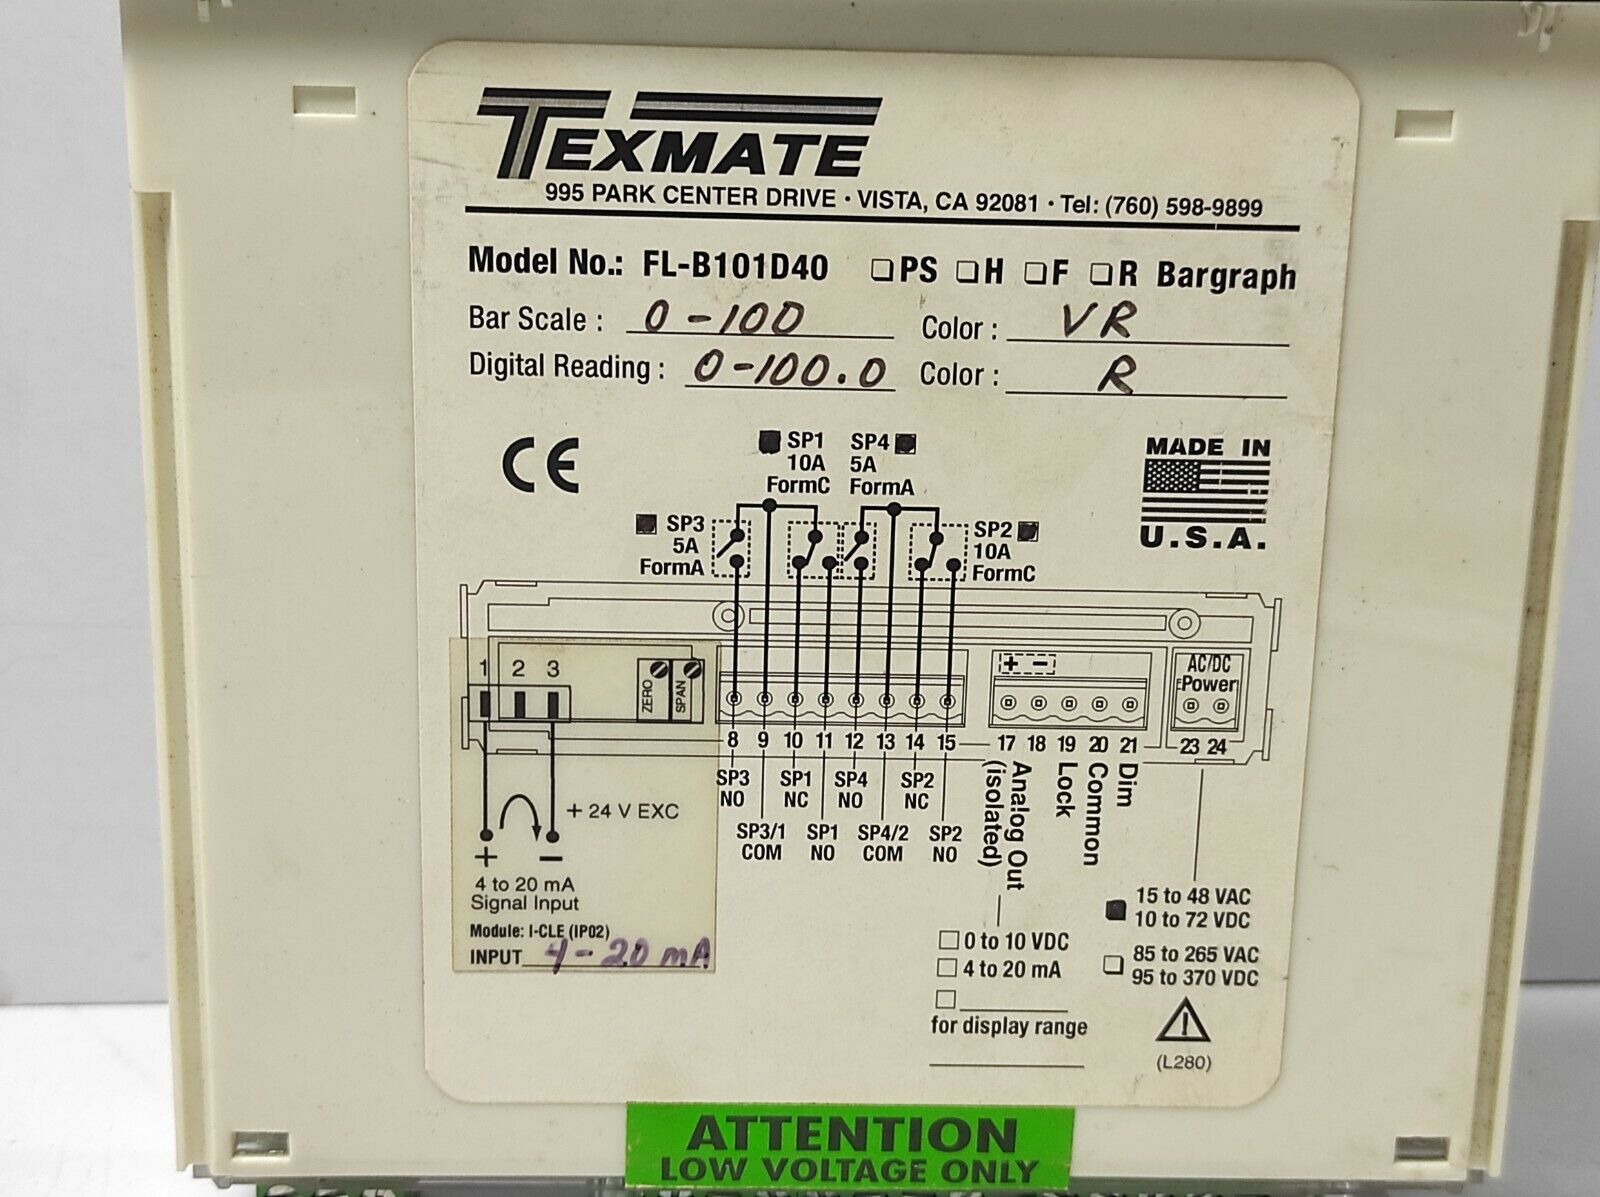 TEXMATE
995 PARK CENTER DRIVE · VISTA, CA 92081 · Tel: (760) 598-9899
Model No.: FL-B101D40 PS H F R Bargraph
Bar Scale : 0-100 Color : VR
Digital Reading : 0-100.0 Color : R
CE
MADE IN
U.S.A.
SP1
10A
FormC
SP4
5A
FormA
SP3
5A
FormA
SP2
10A
FormC
1 2 3
ZERO
SPAN
+ −
AC/DC
Power
8 9 10 11 12 13 14 15 17 18 19 20 21 23 24
SP3
NO
SP3/1
COM
SP1
NC
SP1
NO
SP4
NO
SP4/2
COM
SP2
NC
SP2
NO
Analog Out
(isolated)
Lock
Common
Dim
+ 24 V EXC
+ −
4 to 20 mA
Signal Input
Module: I-CLE (IP02)
INPUT 4-20 mA
0 to 10 VDC
4 to 20 mA
for display range
15 to 48 VAC
10 to 72 VDC
85 to 265 VAC
95 to 370 VDC
(L280)
ATTENTION
LOW VOLTAGE ONLY